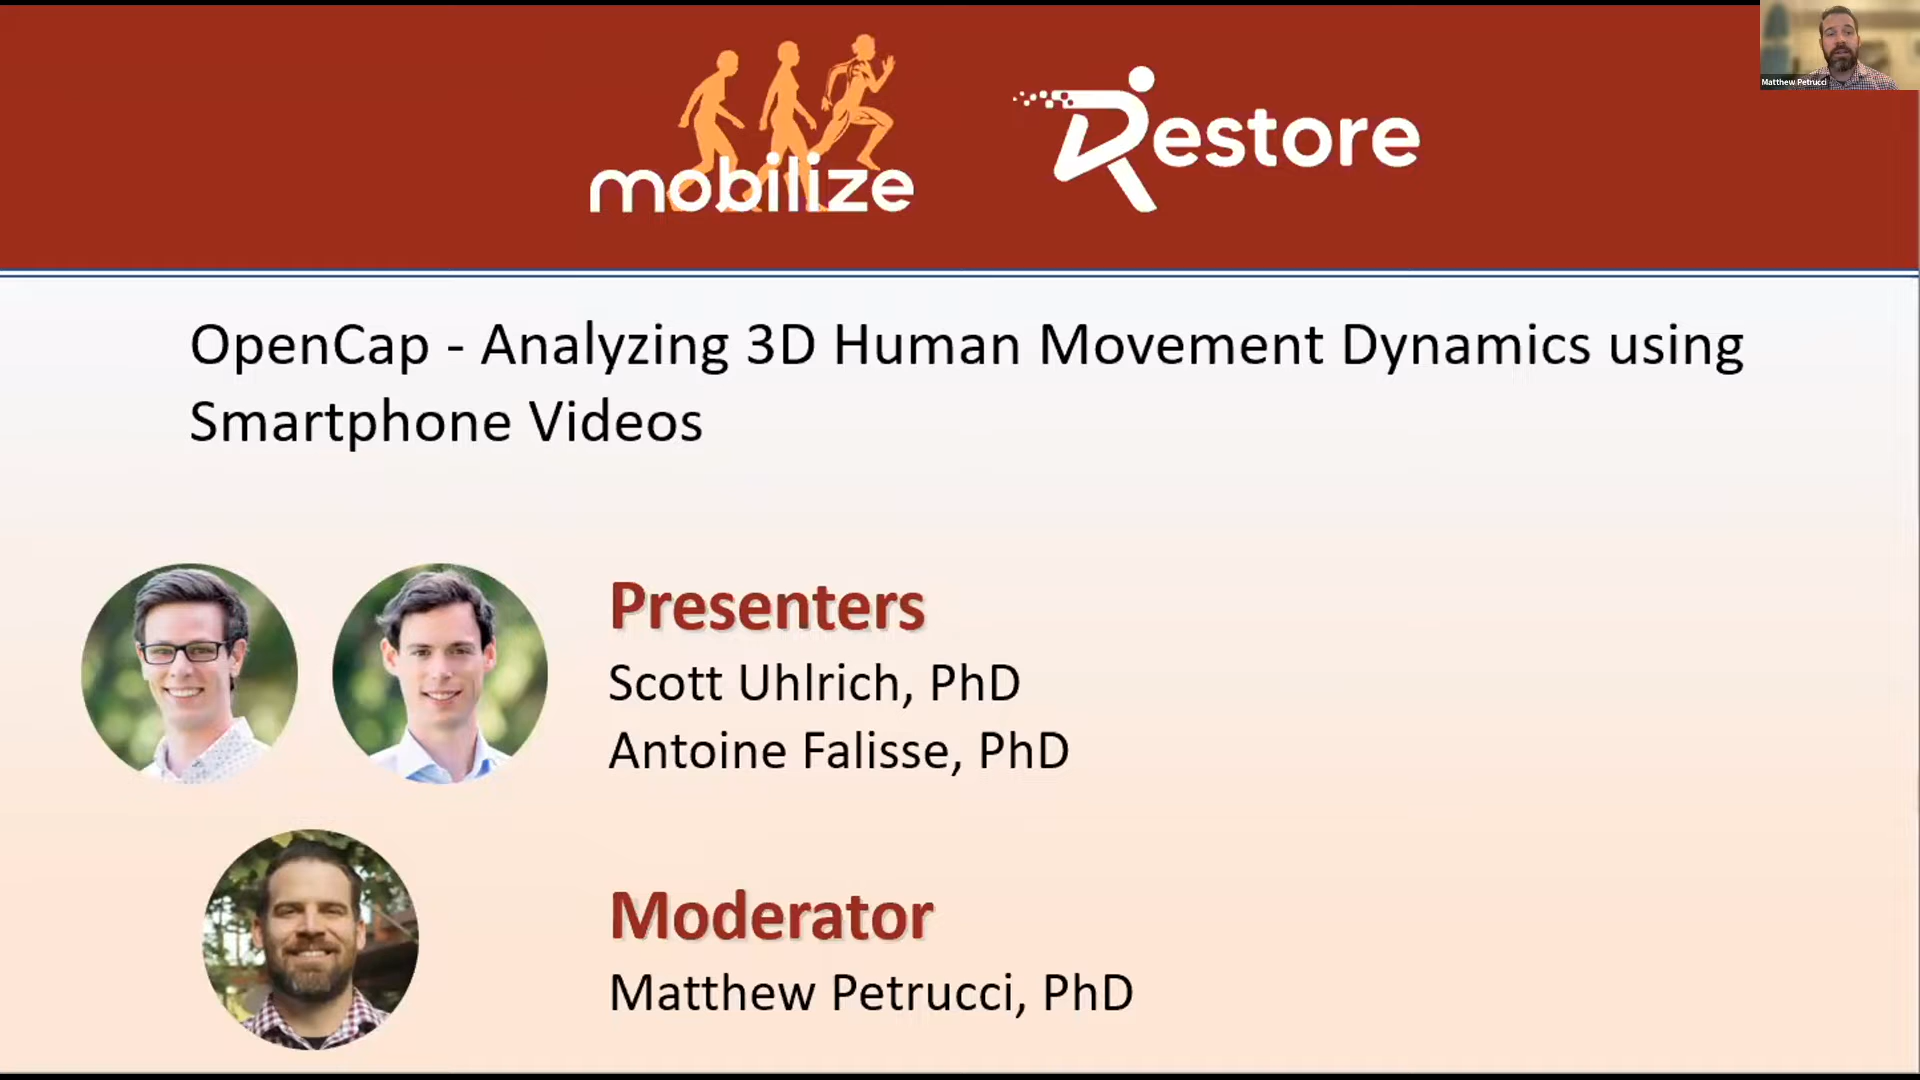 Matthew Petrucci
mobilize
Restore
OpenCap - Analyzing 3D Human Movement Dynamics using
Smartphone Videos
Presenters
Scott Uhlrich, PhD
Antoine Falisse, PhD
Moderator
Matthew Petrucci, PhD